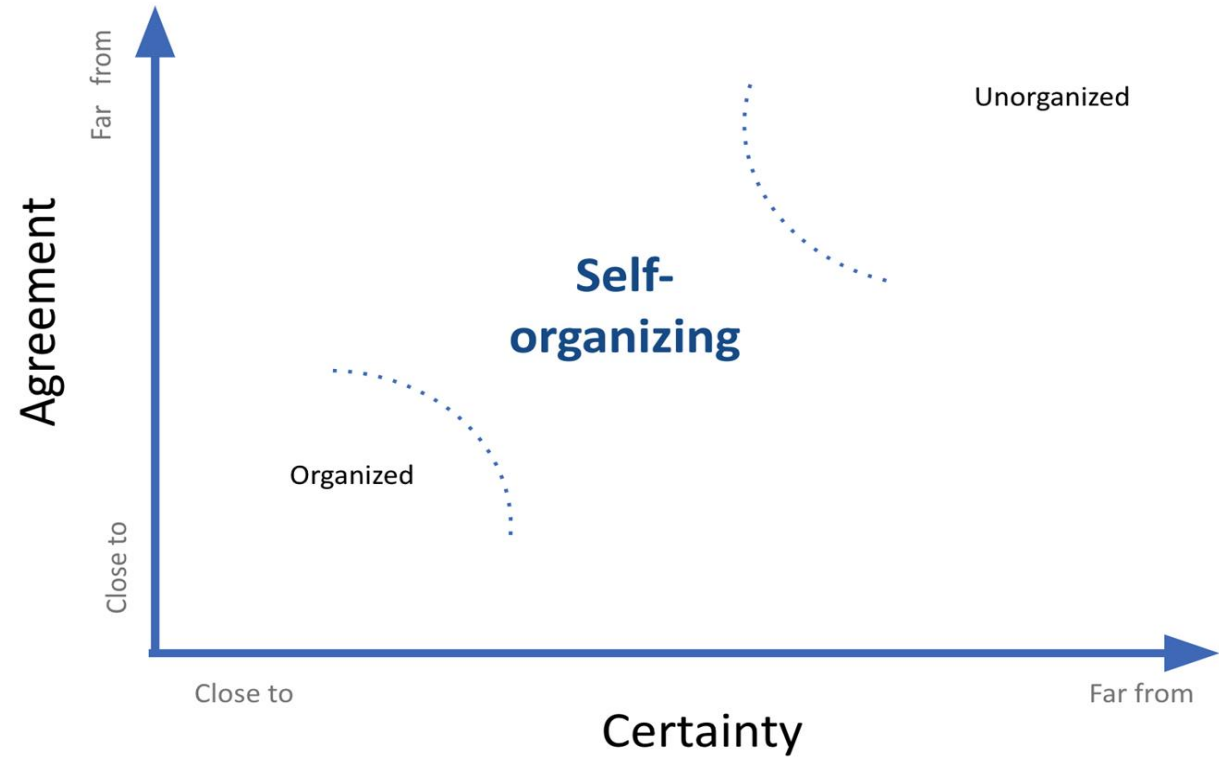 Far from
Unorganized
Agreement
Self-
organizing
Organized
Close to
Close to
Far from
Certainty